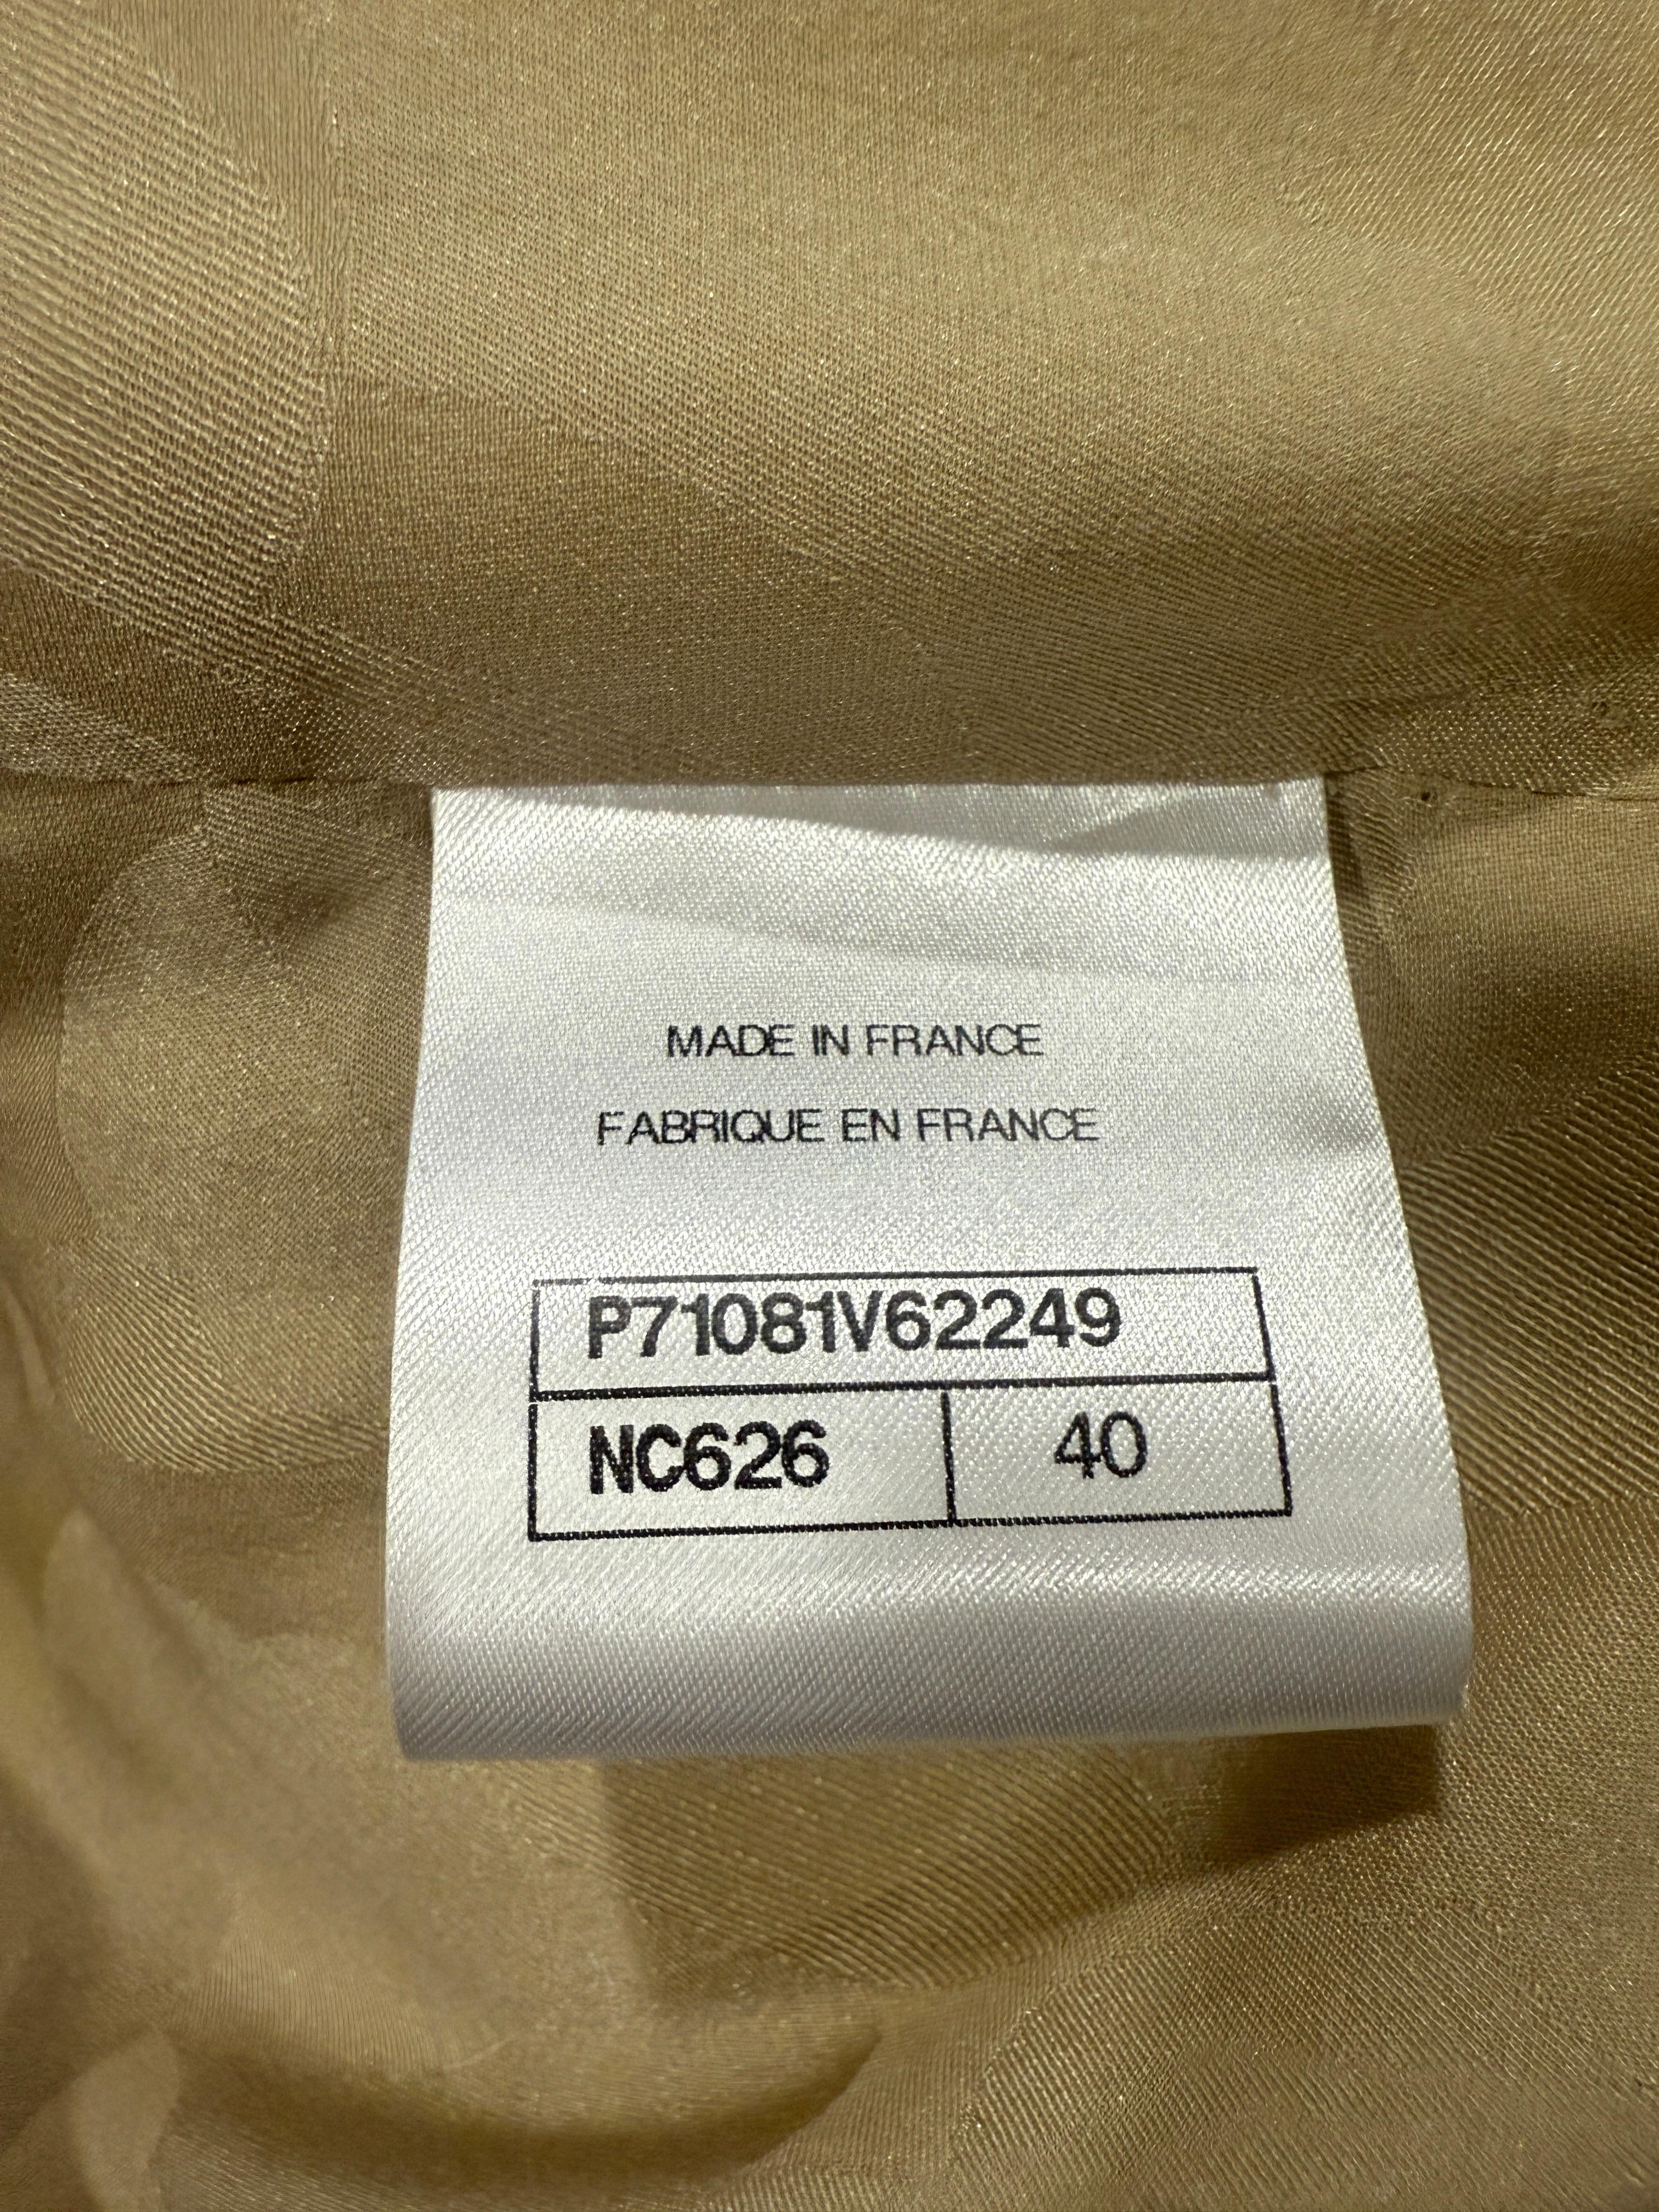 MADE IN FRANCE
FABRIQUE EN FRANCE
P71081V62249
NC626 40